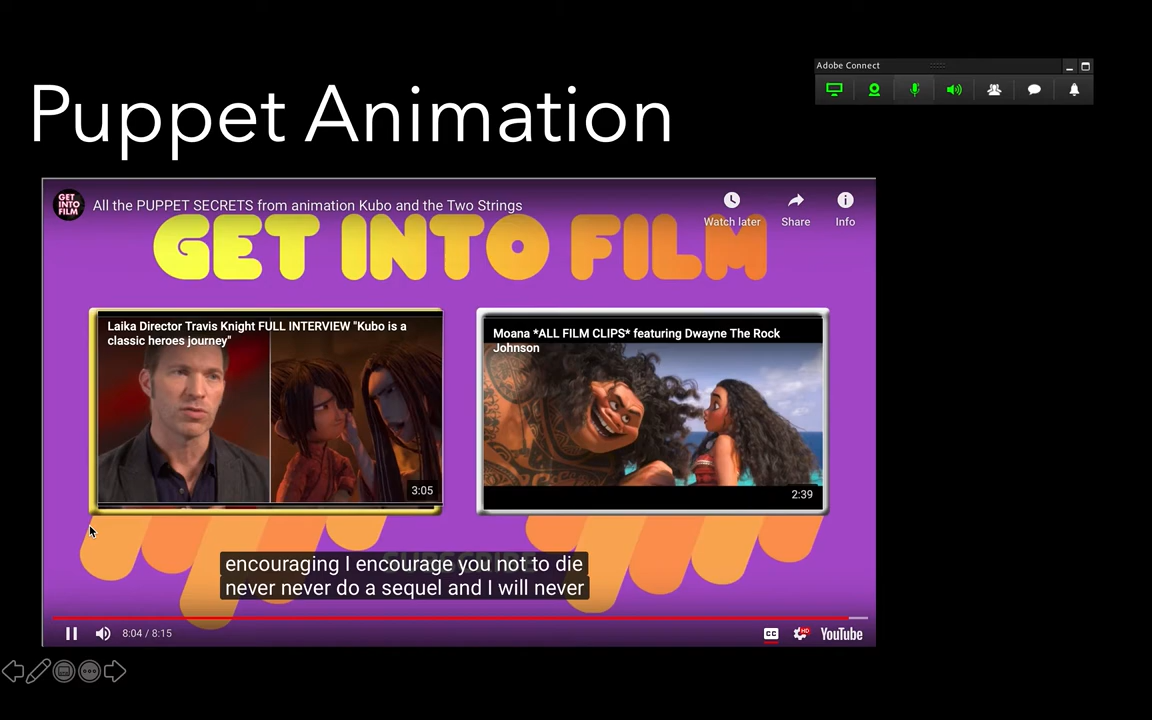 Adobe Connect
Puppet Animation
GET INTO FILM
All the PUPPET SECRETS from animation Kubo and the Two Strings
Watch later
Share
Info
GET INTO FILM
Laika Director Travis Knight FULL INTERVIEW "Kubo is a
classic heroes journey"
3:05
Moana *ALL FILM CLIPS* featuring Dwayne The Rock
Johnson
2:39
SUBSCRIBE
encouraging I encourage you not to die
never never do a sequel and I will never
8:04 / 8:15
CC
HD
YouTube